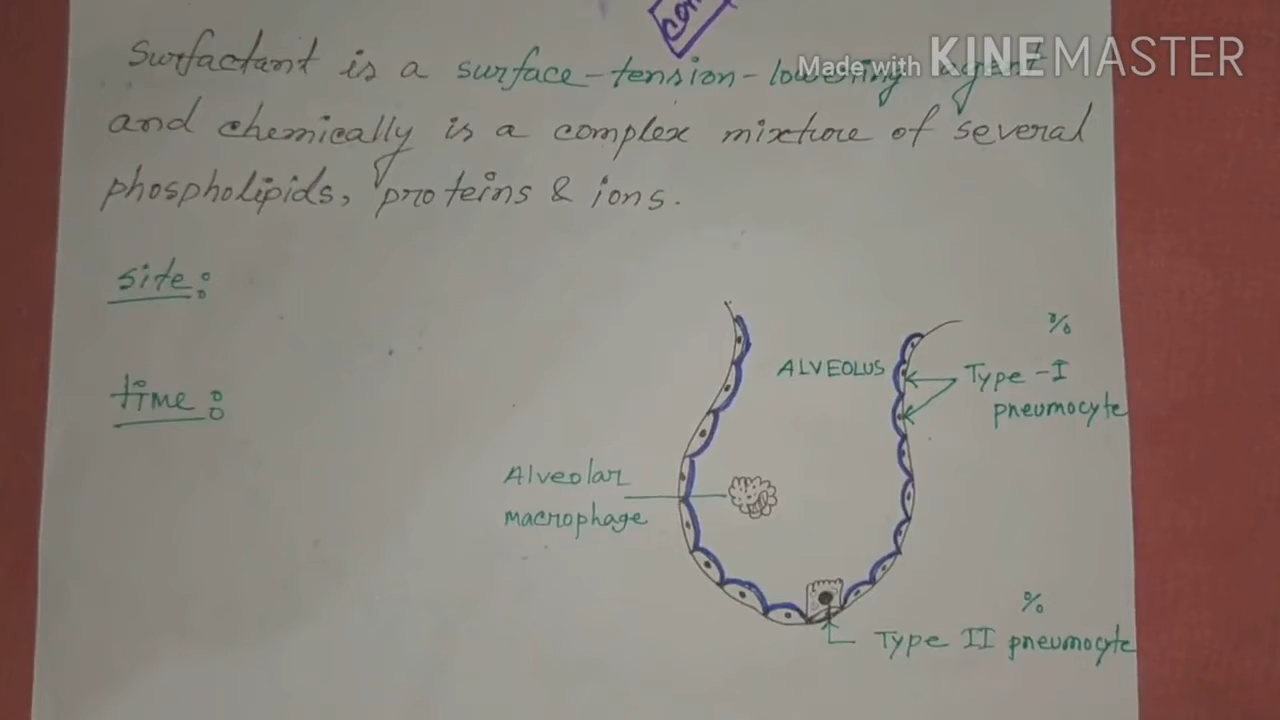 Surfactant is a surface-tension-lowering agent
Made with KINEMASTER
and chemically is a complex mixture of several
phospholipids, proteins & ions.
site:
time:
ALVEOLUS
%
Type-I
pneumocyte
Alveolar
macrophage
%
Type II pneumocyte